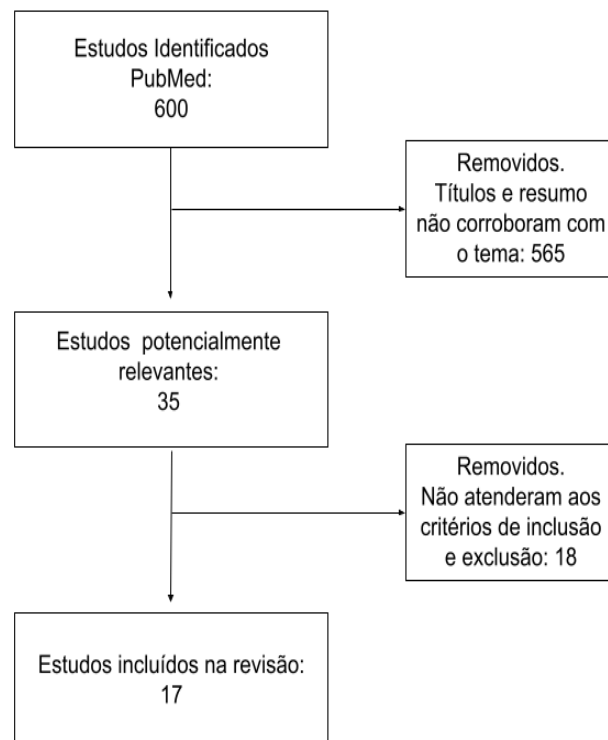 Estudos Identificados
PubMed:
600
Removidos.
Títulos e resumo
não corroboram com
o tema: 565
Estudos potencialmente
relevantes:
35
Removidos.
Não atenderam aos
critérios de inclusão
e exclusão: 18
Estudos incluídos na revisão:
17